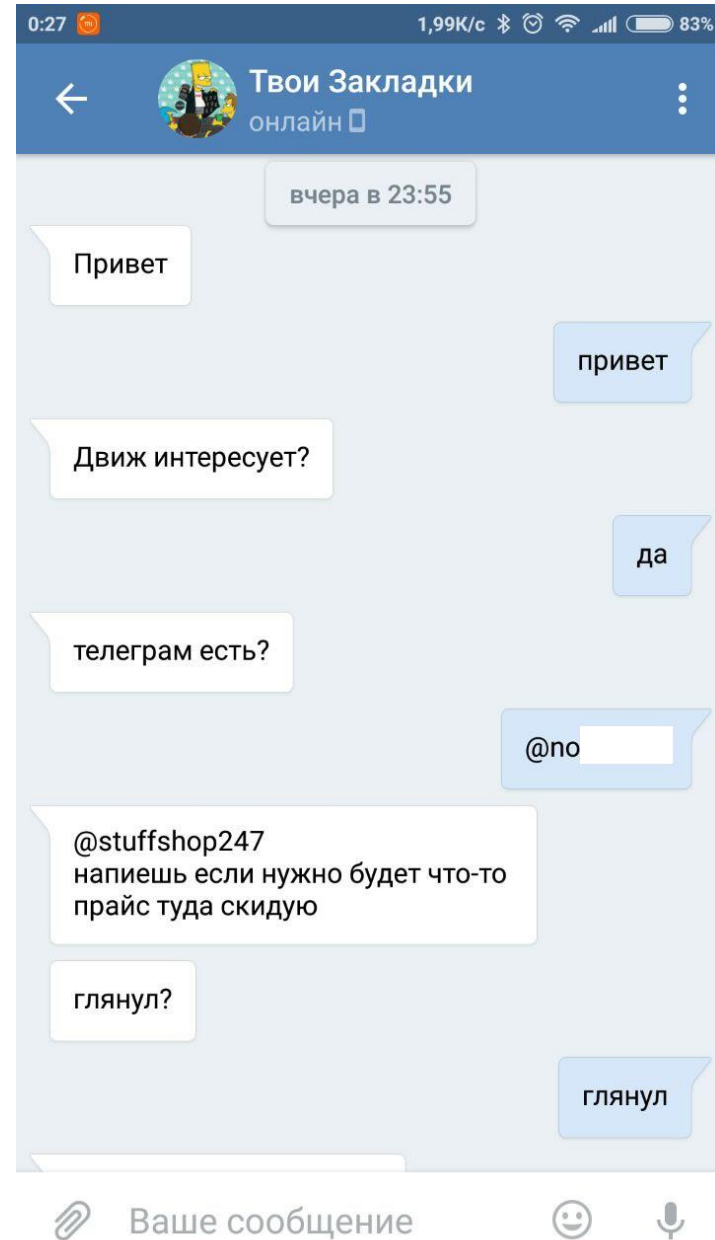 0:27 1,99K/c 83%
Твои Закладки
онлайн
вчера в 23:55
Привет
привет
Движ интересует?
да
телеграм есть?
@no
@stuffshop247
напиешь если нужно будет что-то
прайс туда скидую
глянул?
глянул
Ваше сообщение